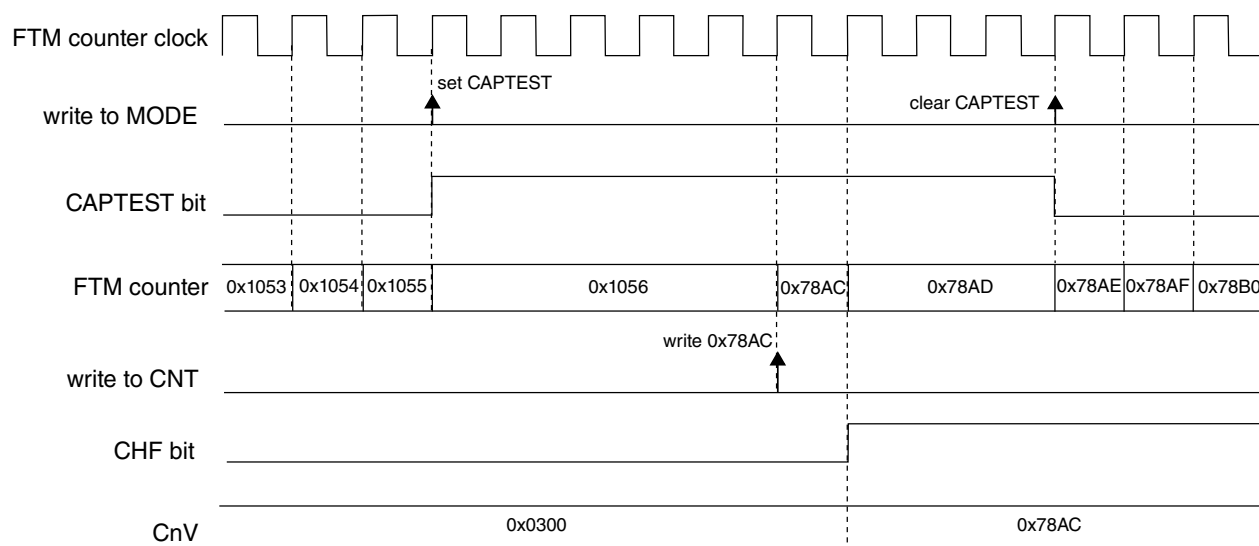 FTM counter clock
set CAPTEST
write to MODE
clear CAPTEST
CAPTEST bit
FTM counter
0x1053 0x1054 0x1055 0x1056 0x78AC 0x78AD 0x78AE 0x78AF 0x78B0
write 0x78AC
write to CNT
CHF bit
CnV
0x0300 0x78AC